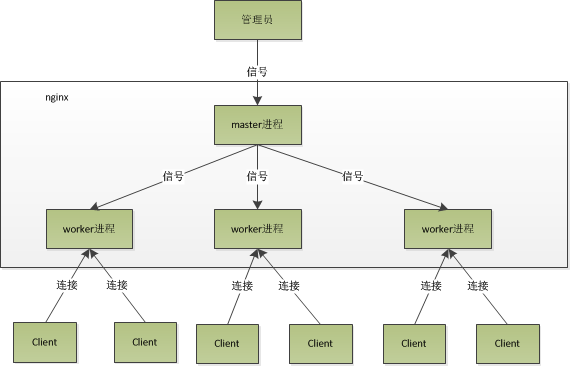 管理员
信号
nginx
master进程
信号
信号
信号
worker进程
worker进程
worker进程
连接
连接
连接
连接
连接
连接
Client
Client
Client
Client
Client
Client